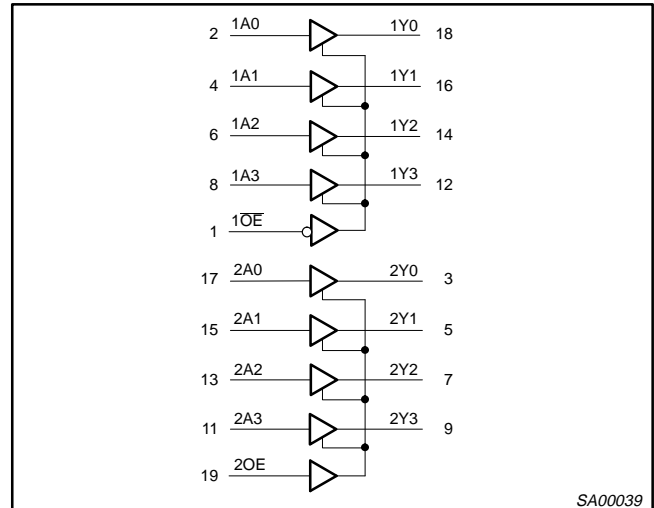 2 1A0 1Y0 18
4 1A1 1Y1 16
6 1A2 1Y2 14
8 1A3 1Y3 12
1 1O̅E̅
17 2A0 2Y0 3
15 2A1 2Y1 5
13 2A2 2Y2 7
11 2A3 2Y3 9
19 2OE
SA00039